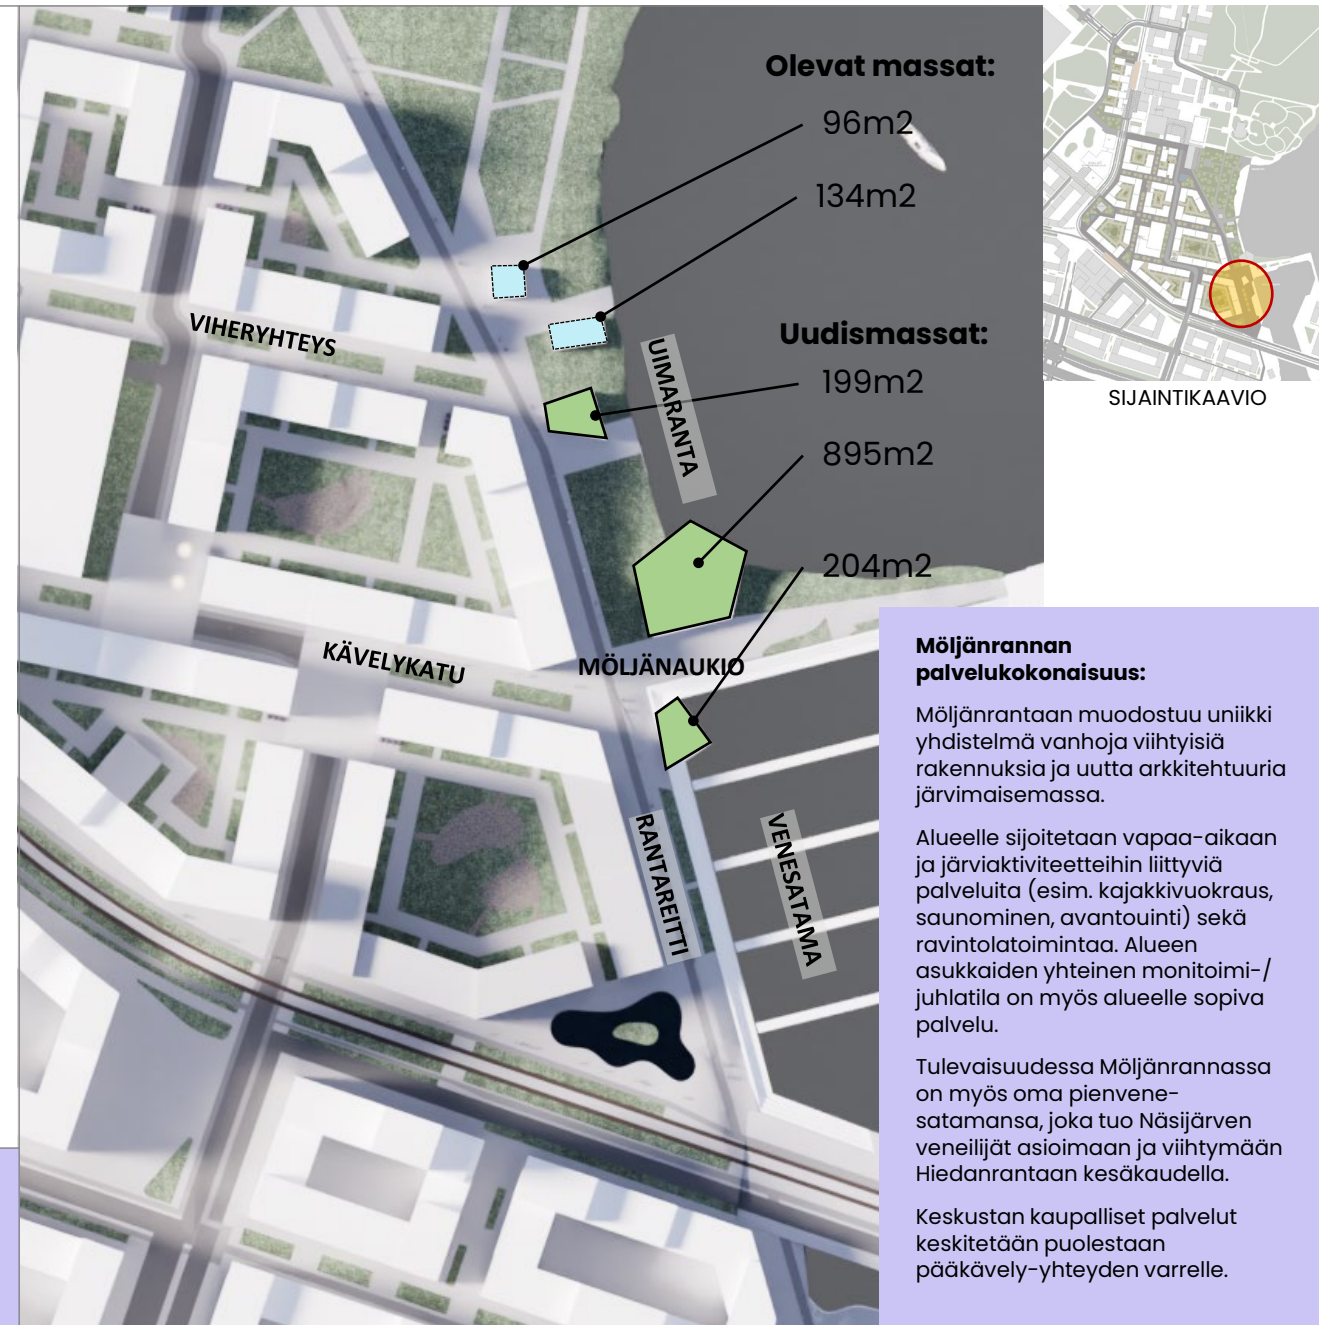 Olevat massat:
96m2
134m2
VIHERYHTEYS
Uudismassat:
UIMARANTA
199m2
895m2
204m2
KÄVELYKATU
MÖLJÄNAUKIO
RANTAREITTI
VENESATAMA
SIJAINTIKAAVIO
Möljänrannan
palvelukokonaisuus:
Möljänrantaan muodostuu uniikki
yhdistelmä vanhoja viihtyisiä
rakennuksia ja uutta arkkitehtuuria
järvimaisemassa.
Alueelle sijoitetaan vapaa-aikaan
ja järviaktiviteetteihin liittyviä
palveluita (esim. kajakkivuokraus,
saunominen, avantouinti) sekä
ravintolatoimintaa. Alueen
asukkaiden yhteinen monitoimi-/
juhlatila on myös alueelle sopiva
palvelu.
Tulevaisuudessa Möljänrannassa
on myös oma pienvene-
satamansa, joka tuo Näsijärven
veneilijät asioimaan ja viihtymään
Hiedanrantaan kesäkaudella.
Keskustan kaupalliset palvelut
keskitetään puolestaan
pääkävely-yhteyden varrelle.